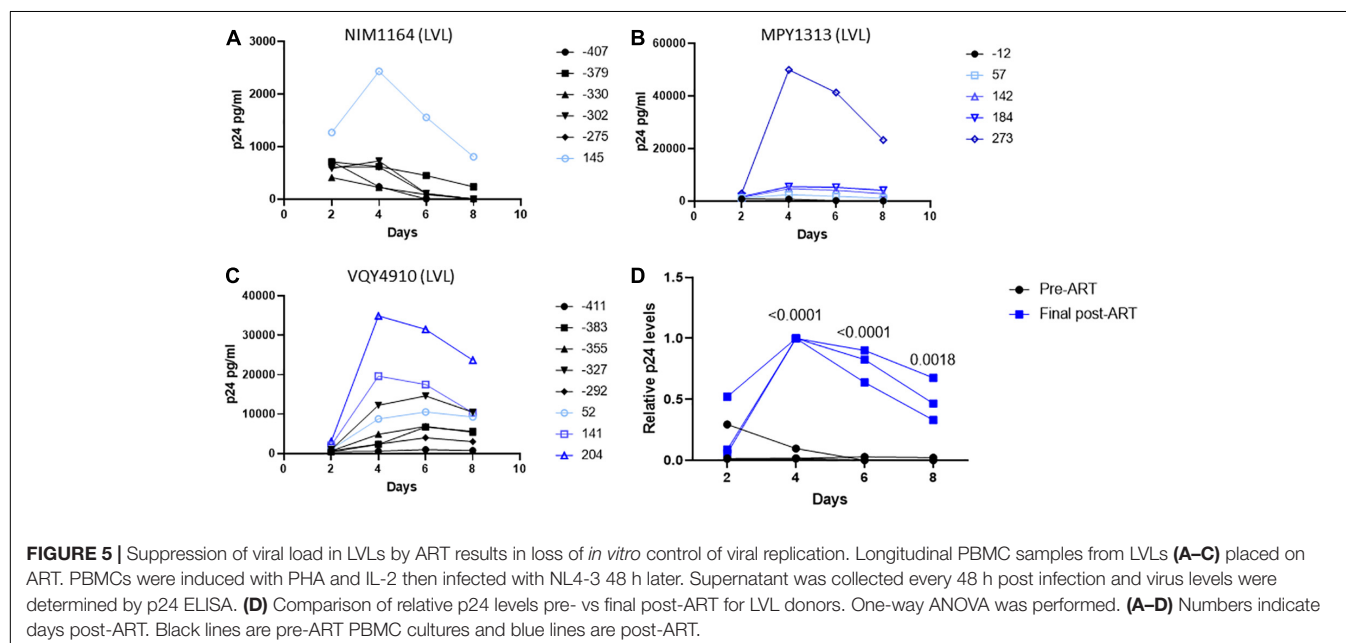 A
NIM1164 (LVL)
3000
2000
1000
0
p24 pg/ml
0 2 4 6 8 10
Days
-407
-379
-330
-302
-275
145
B
MPY1313 (LVL)
60000
40000
20000
0
p24 pg/ml
0 2 4 6 8 10
Days
-12
57
142
184
273
C
VQY4910 (LVL)
40000
30000
20000
10000
0
p24 pg/ml
0 2 4 6 8 10
Days
-411
-383
-355
-327
-292
52
141
204
D
1.5
1.0
0.5
0.0
Relative p24 levels
<0.0001
<0.0001
0.0018
2 4 6 8
Days
Pre-ART
Final post-ART
FIGURE 5 | Suppression of viral load in LVLs by ART results in loss of in vitro control of viral replication. Longitudinal PBMC samples from LVLs (A–C) placed on
ART. PBMCs were induced with PHA and IL-2 then infected with NL4-3 48 h later. Supernatant was collected every 48 h post infection and virus levels were
determined by p24 ELISA. (D) Comparison of relative p24 levels pre- vs final post-ART for LVL donors. One-way ANOVA was performed. (A–D) Numbers indicate
days post-ART. Black lines are pre-ART PBMC cultures and blue lines are post-ART.